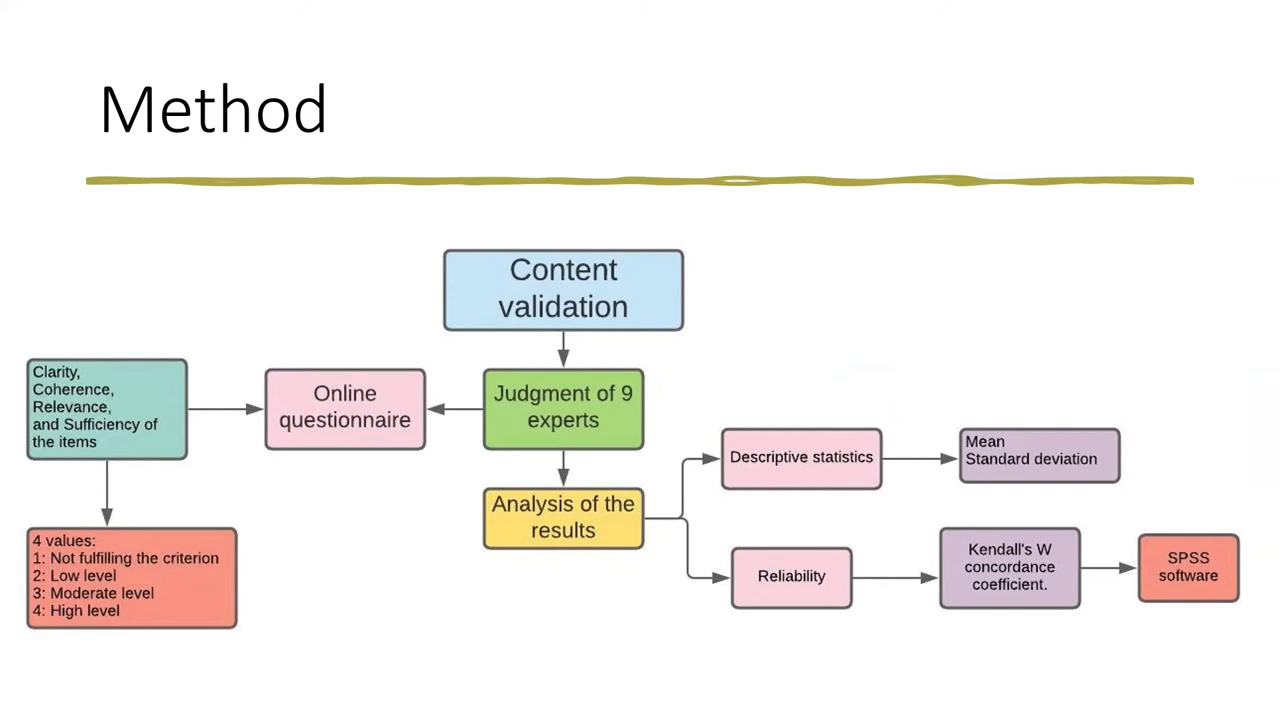 Method
Content
validation
Clarity,
Coherence,
Relevance,
and Sufficiency of
the items
Online
questionnaire
Judgment of 9
experts
Descriptive statistics
Mean
Standard deviation
Analysis of the
results
4 values:
1: Not fulfilling the criterion
2: Low level
3: Moderate level
4: High level
Reliability
Kendall's W
concordance
coefficient.
SPSS
software